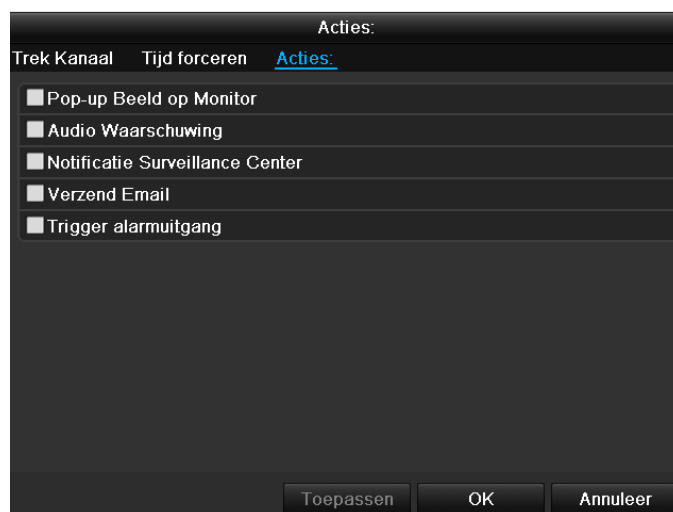 Acties:
Trek Kanaal Tijd forceren Acties:
Pop-up Beeld op Monitor
Audio Waarschuwing
Notificatie Surveillance Center
Verzend Email
Trigger alarmuitgang
Toepassen OK Annuleer